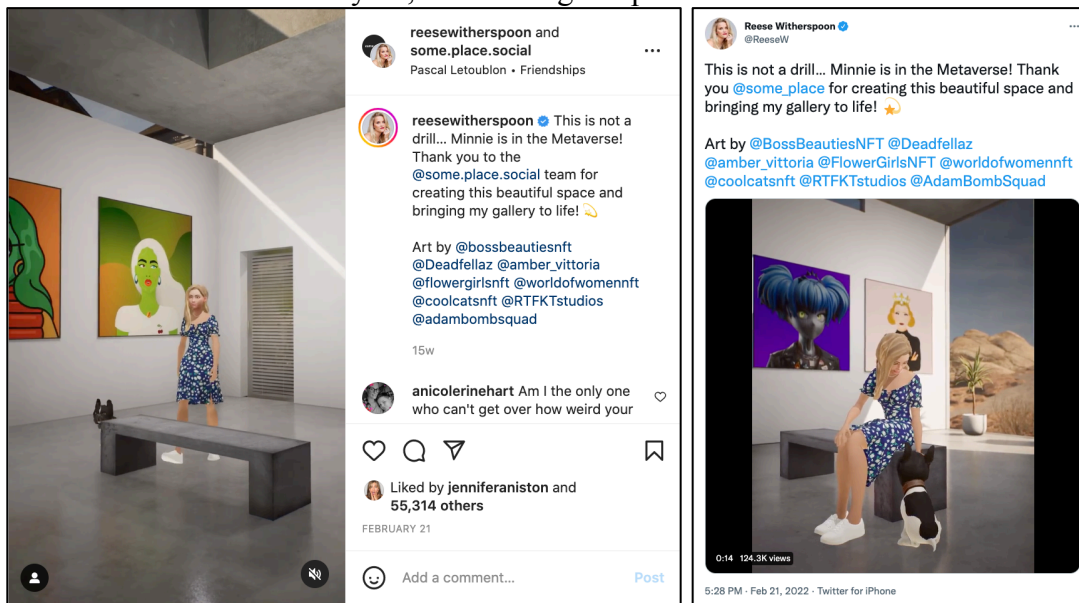 reesewitherspoon and
some.place.social
Pascal Letoublon • Friendships
reesewitherspoon This is not a
drill... Minnie is in the Metaverse!
Thank you to the
@some.place.social team for
creating this beautiful space and
bringing my gallery to life! 💫
Art by @bossbeautiesnft
@Deadfellaz @amber_vittoria
@flowergirlsnft @worldofwomennft
@coolcatsnft @RTFKTstudios
@adambombsquad
15w
anicolerinehart Am I the only one
who can't get over how weird your
Liked by jenniferaniston and
55,314 others
FEBRUARY 21
Add a comment...
Post
Reese Witherspoon
@ReeseW
This is not a drill... Minnie is in the Metaverse! Thank
you @some_place for creating this beautiful space and
bringing my gallery to life! 💫
Art by @BossBeautiesNFT @Deadfellaz
@amber_vittoria @FlowerGirlsNFT @worldofwomennft
@coolcatsnft @RTFKTstudios @AdamBombSquad
0:14 124.3K views
5:28 PM · Feb 21, 2022 · Twitter for iPhone